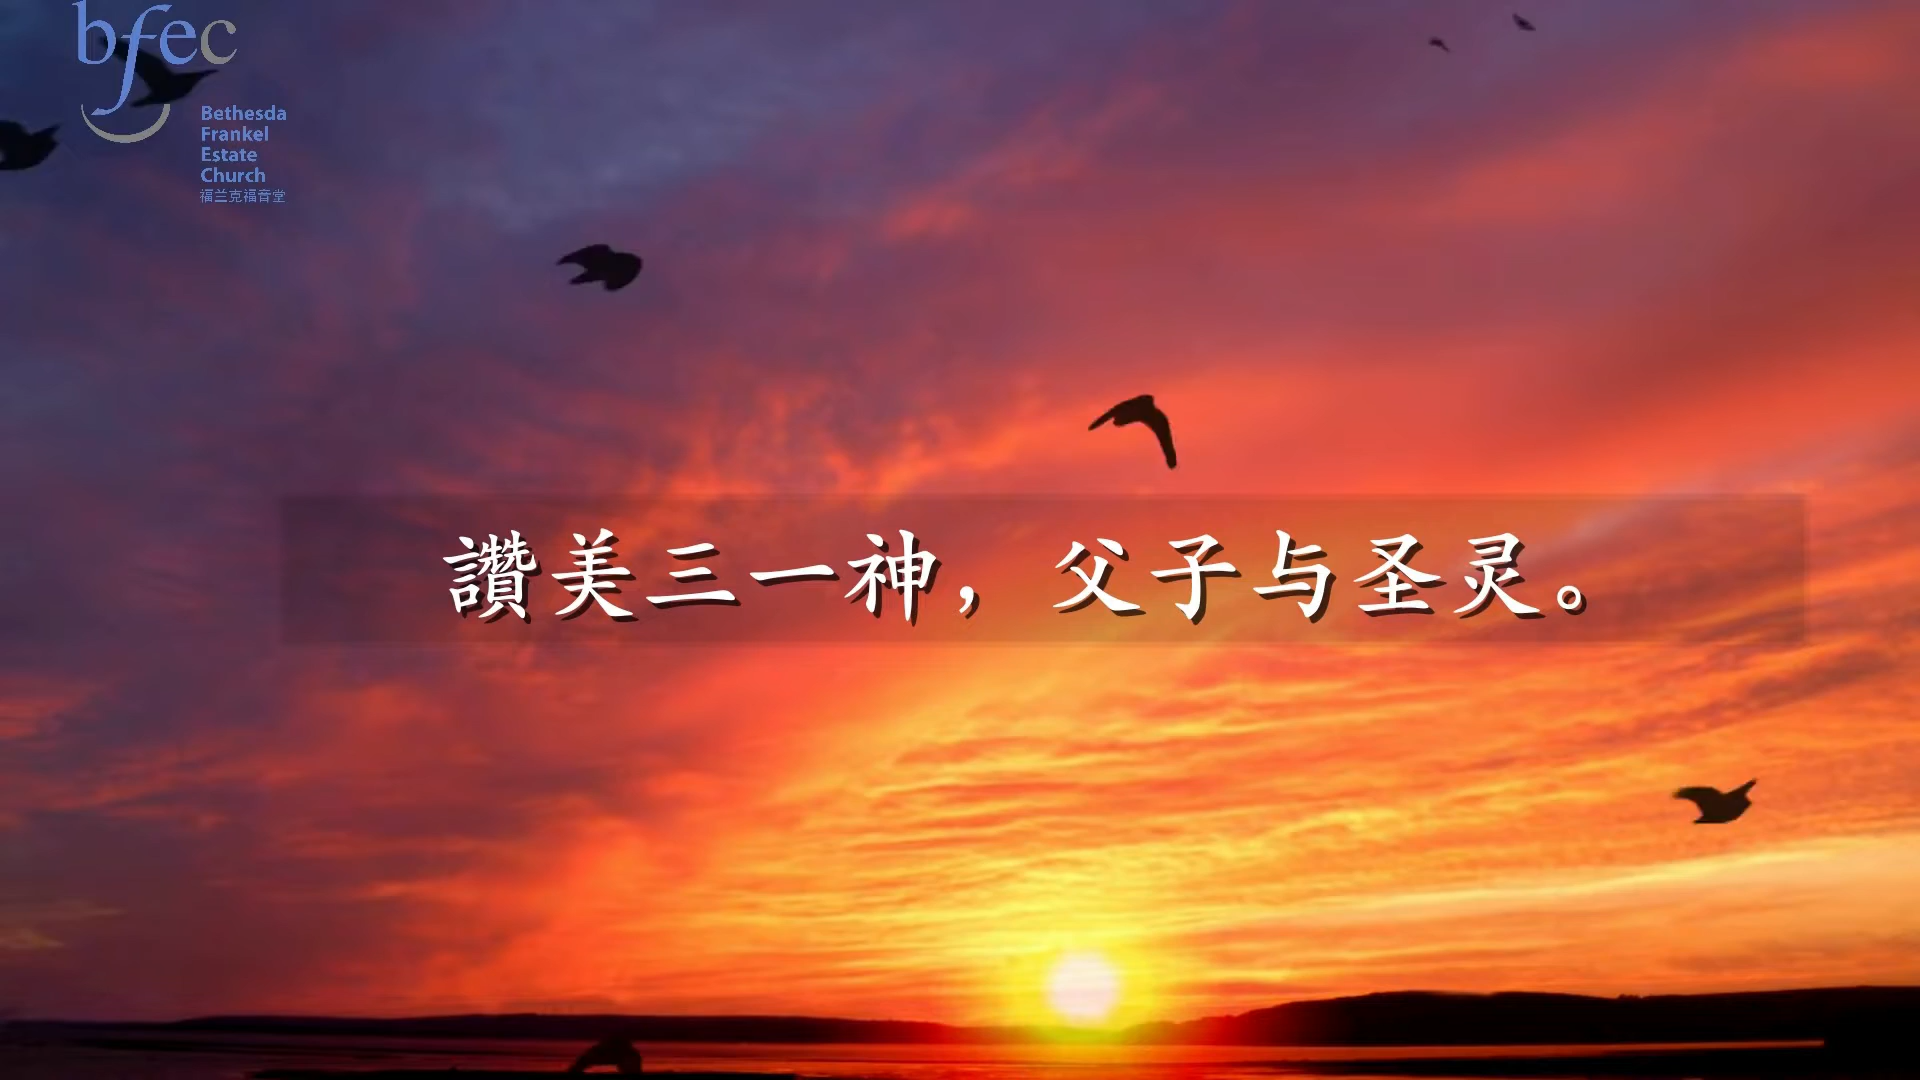 bfec
Bethesda
Frankel
Estate
Church
福兰克福音堂
讚美三一神，父子与圣灵。